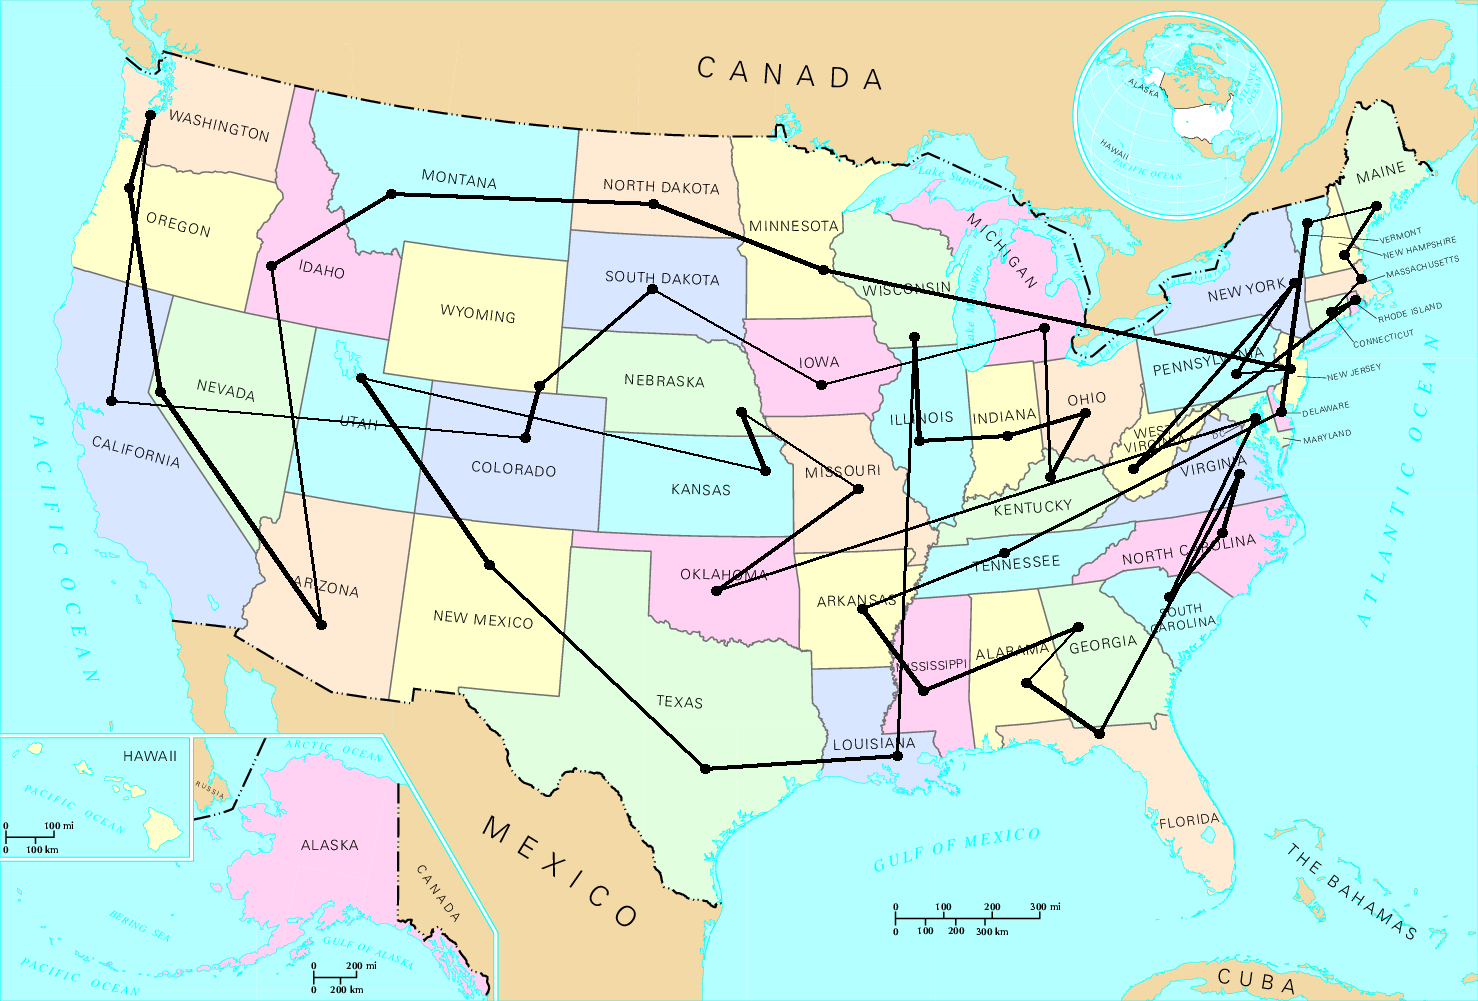 CANADA
ALASKA
ATLANTIC
OCEAN
HAWAII
PACIFIC OCEAN
WASHINGTON
MONTANA
NORTH DAKOTA
Lake Superior
MAINE
OREGON
MINNESOTA
MICHIGAN
VERMONT
NEW HAMPSHIRE
MASSACHUSETTS
IDAHO
SOUTH DAKOTA
WISCONSIN
Lake Michigan
NEW YORK
WYOMING
RHODE ISLAND
CONNECTICUT
IOWA
PENNSYLVANIA
NEW JERSEY
NEVADA
NEBRASKA
UTAH
ILLINOIS
INDIANA
OHIO
DELAWARE
MARYLAND
DC
CALIFORNIA
COLORADO
KANSAS
MISSOURI
WEST
VIRGINIA
VIRGINIA
KENTUCKY
PACIFIC OCEAN
ATLANTIC OCEAN
ARIZONA
NEW MEXICO
OKLAHOMA
ARKANSAS
TENNESSEE
NORTH CAROLINA
SOUTH
CAROLINA
MISSISSIPPI
ALABAMA
GEORGIA
TEXAS
LOUISIANA
FLORIDA
HAWAII
PACIFIC OCEAN
0 100 mi
0 100 km
RUSSIA
ARCTIC OCEAN
ALASKA
CANADA
BERING SEA
GULF OF ALASKA
PACIFIC OCEAN
0 200 mi
0 200 km
MEXICO
GULF OF MEXICO
0 100 200 300 mi
0 100 200 300 km
THE BAHAMAS
CUBA